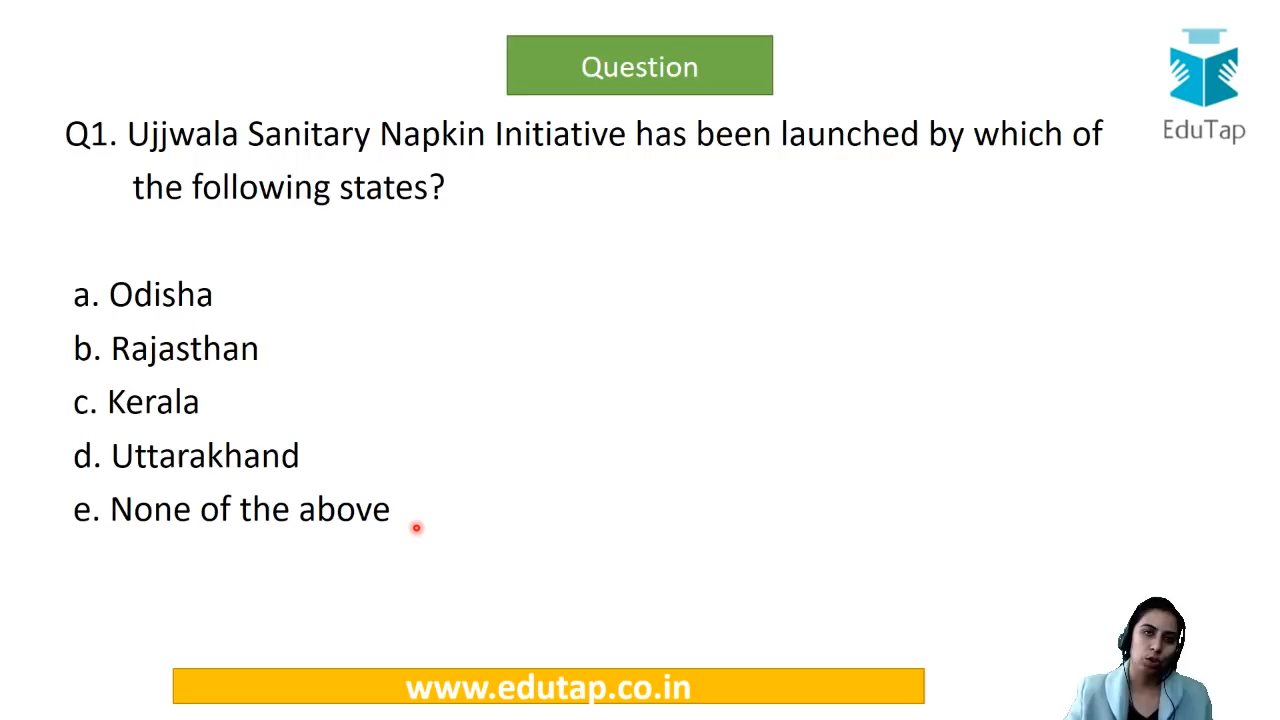 Question
EduTap
Q1. Ujjwala Sanitary Napkin Initiative has been launched by which of
the following states?
a. Odisha
b. Rajasthan
c. Kerala
d. Uttarakhand
e. None of the above
www.edutap.co.in